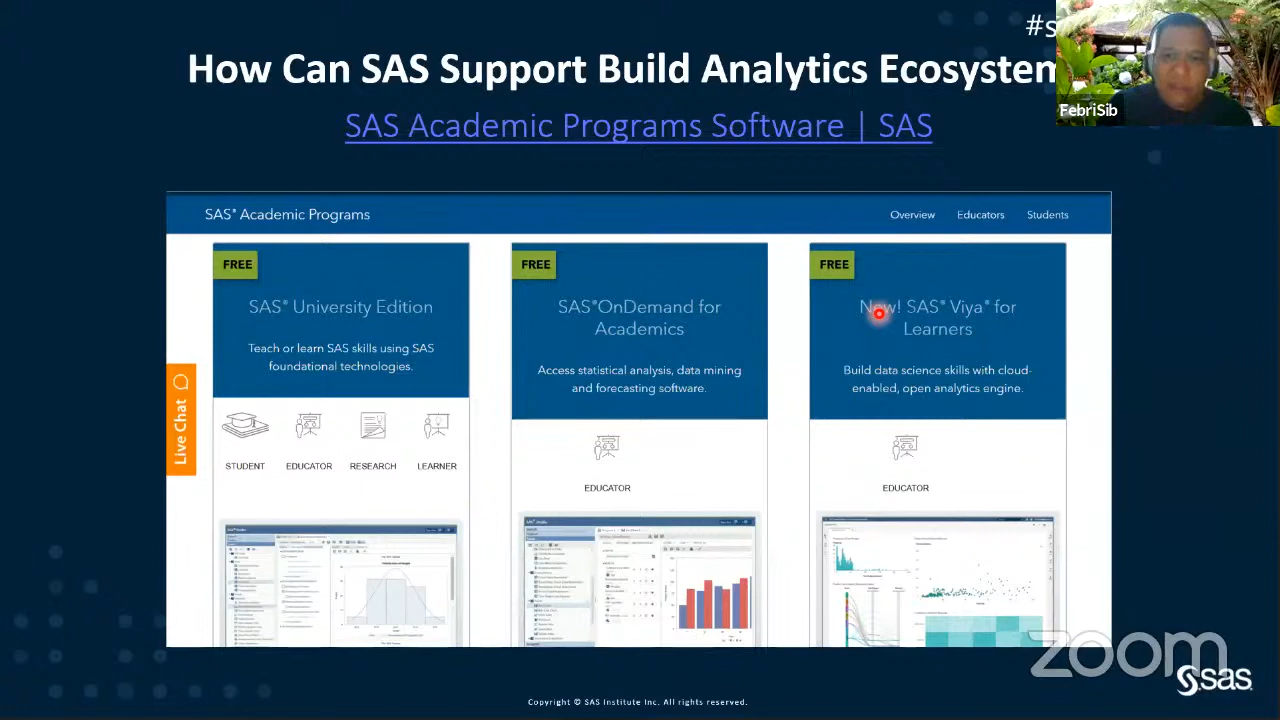 #s
How Can SAS Support Build Analytics Ecosystem
FebriSib
SAS Academic Programs Software | SAS
SAS® Academic Programs
Overview Educators Students
FREE
SAS® University Edition
Teach or learn SAS skills using SAS
foundational technologies.
STUDENT EDUCATOR RESEARCH LEARNER
FREE
SAS®OnDemand for
Academics
Access statistical analysis, data mining
and forecasting software.
EDUCATOR
FREE
New! SAS® Viya® for
Learners
Build data science skills with cloud-
enabled, open analytics engine.
EDUCATOR
Live Chat
zoom
sas
Copyright © SAS Institute Inc. All rights reserved.